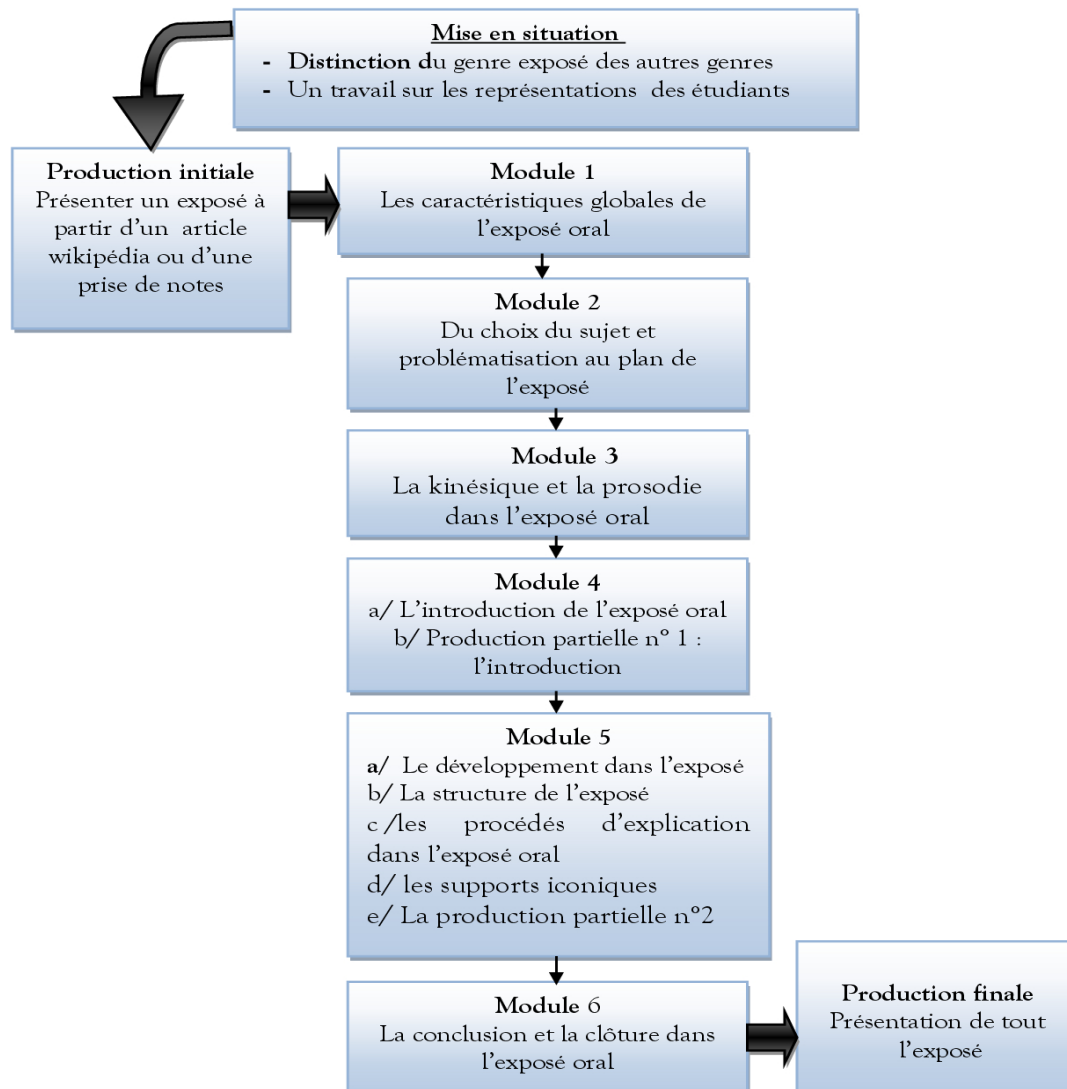 Mise en situation
- Distinction du genre exposé des autres genres
- Un travail sur les représentations des étudiants
Production initiale
Présenter un exposé à
partir d'un article
wikipédia ou d'une
prise de notes
Module 1
Les caractéristiques globales de
l'exposé oral
Module 2
Du choix du sujet et
problématisation au plan de
l'exposé
Module 3
La kinésique et la prosodie
dans l'exposé oral
Module 4
a/ L'introduction de l'exposé oral
b/ Production partielle n° 1 :
l'introduction
Module 5
a/ Le développement dans l'exposé
b/ La structure de l'exposé
c /les procédés d'explication
dans l'exposé oral
d/ les supports iconiques
e/ La production partielle n°2
Module 6
La conclusion et la clôture dans
l'exposé oral
Production finale
Présentation de tout
l'exposé